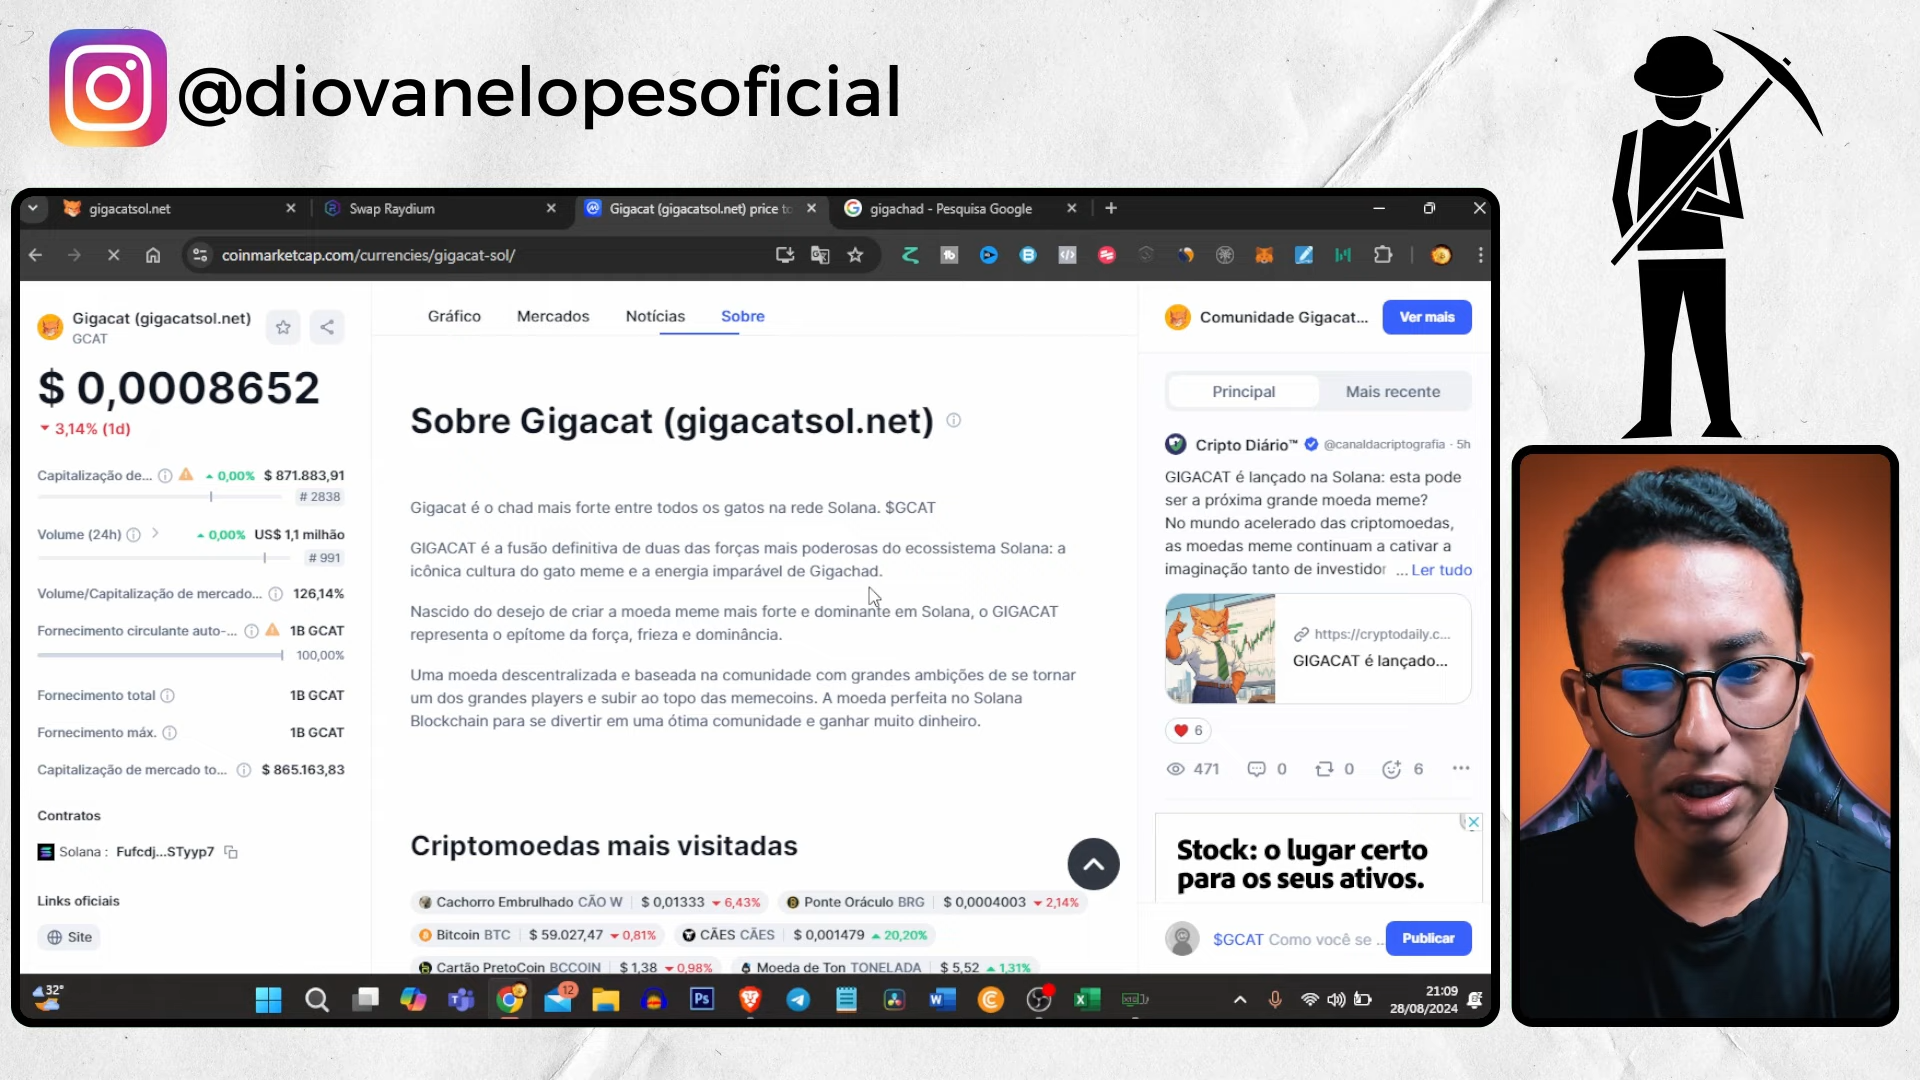 @diovanelopesoficial
gigacatsol.net
Swap Raydium
Gigacat (gigacatsol.net) price to
gigachad - Pesquisa Google
coinmarketcap.com/currencies/gigacat-sol/
Gigacat (gigacatsol.net)
GCAT
$ 0,0008652
3,14% (1d)
Capitalização de... 0,00% $ 871.883,91
# 2838
Volume (24h) 0,00% US$ 1,1 milhão
# 991
Volume/Capitalização de mercado... 126,14%
Fornecimento circulante auto-... 1B GCAT
100,00%
Fornecimento total 1B GCAT
Fornecimento máx. 1B GCAT
Capitalização de mercado to... $ 865.163,83
Contratos
Solana : Fufcdj...STyyp7
Links oficiais
Site
Gráfico Mercados Notícias Sobre
Sobre Gigacat (gigacatsol.net)
Gigacat é o chad mais forte entre todos os gatos na rede Solana. $GCAT
GIGACAT é a fusão definitiva de duas das forças mais poderosas do ecossistema Solana: a
icônica cultura do gato meme e a energia imparável de Gigachad.
Nascido do desejo de criar a moeda meme mais forte e dominante em Solana, o GIGACAT
representa o epítome da força, frieza e dominância.
Uma moeda descentralizada e baseada na comunidade com grandes ambições de se tornar
um dos grandes players e subir ao topo das memecoins. A moeda perfeita no Solana
Blockchain para se divertir em uma ótima comunidade e ganhar muito dinheiro.
Criptomoedas mais visitadas
Cachorro Embrulhado CÃO W $ 0,01333 6,43%
Ponte Oráculo BRG $ 0,0004003 2,14%
Bitcoin BTC $ 59.027,47 0,81%
CÃES CÃES $ 0,001479 20,20%
Cartão PretoCoin BCCOIN $ 1,38 0,98%
Moeda de Ton TONELADA $ 5,52 1,31%
Comunidade Gigacat...
Ver mais
Principal Mais recente
Cripto Diário™ @canaldacriptografia · 5h
GIGACAT é lançado na Solana: esta pode
ser a próxima grande moeda meme?
No mundo acelerado das criptomoedas,
as moedas meme continuam a cativar a
imaginação tanto de investidor ... Ler tudo
https://cryptodaily.c...
GIGACAT é lançado...
6
471 0 0 6
Stock: o lugar certo
para os seus ativos.
$GCAT Como você se ...
Publicar
32°
12
Ps
21:09
28/08/2024